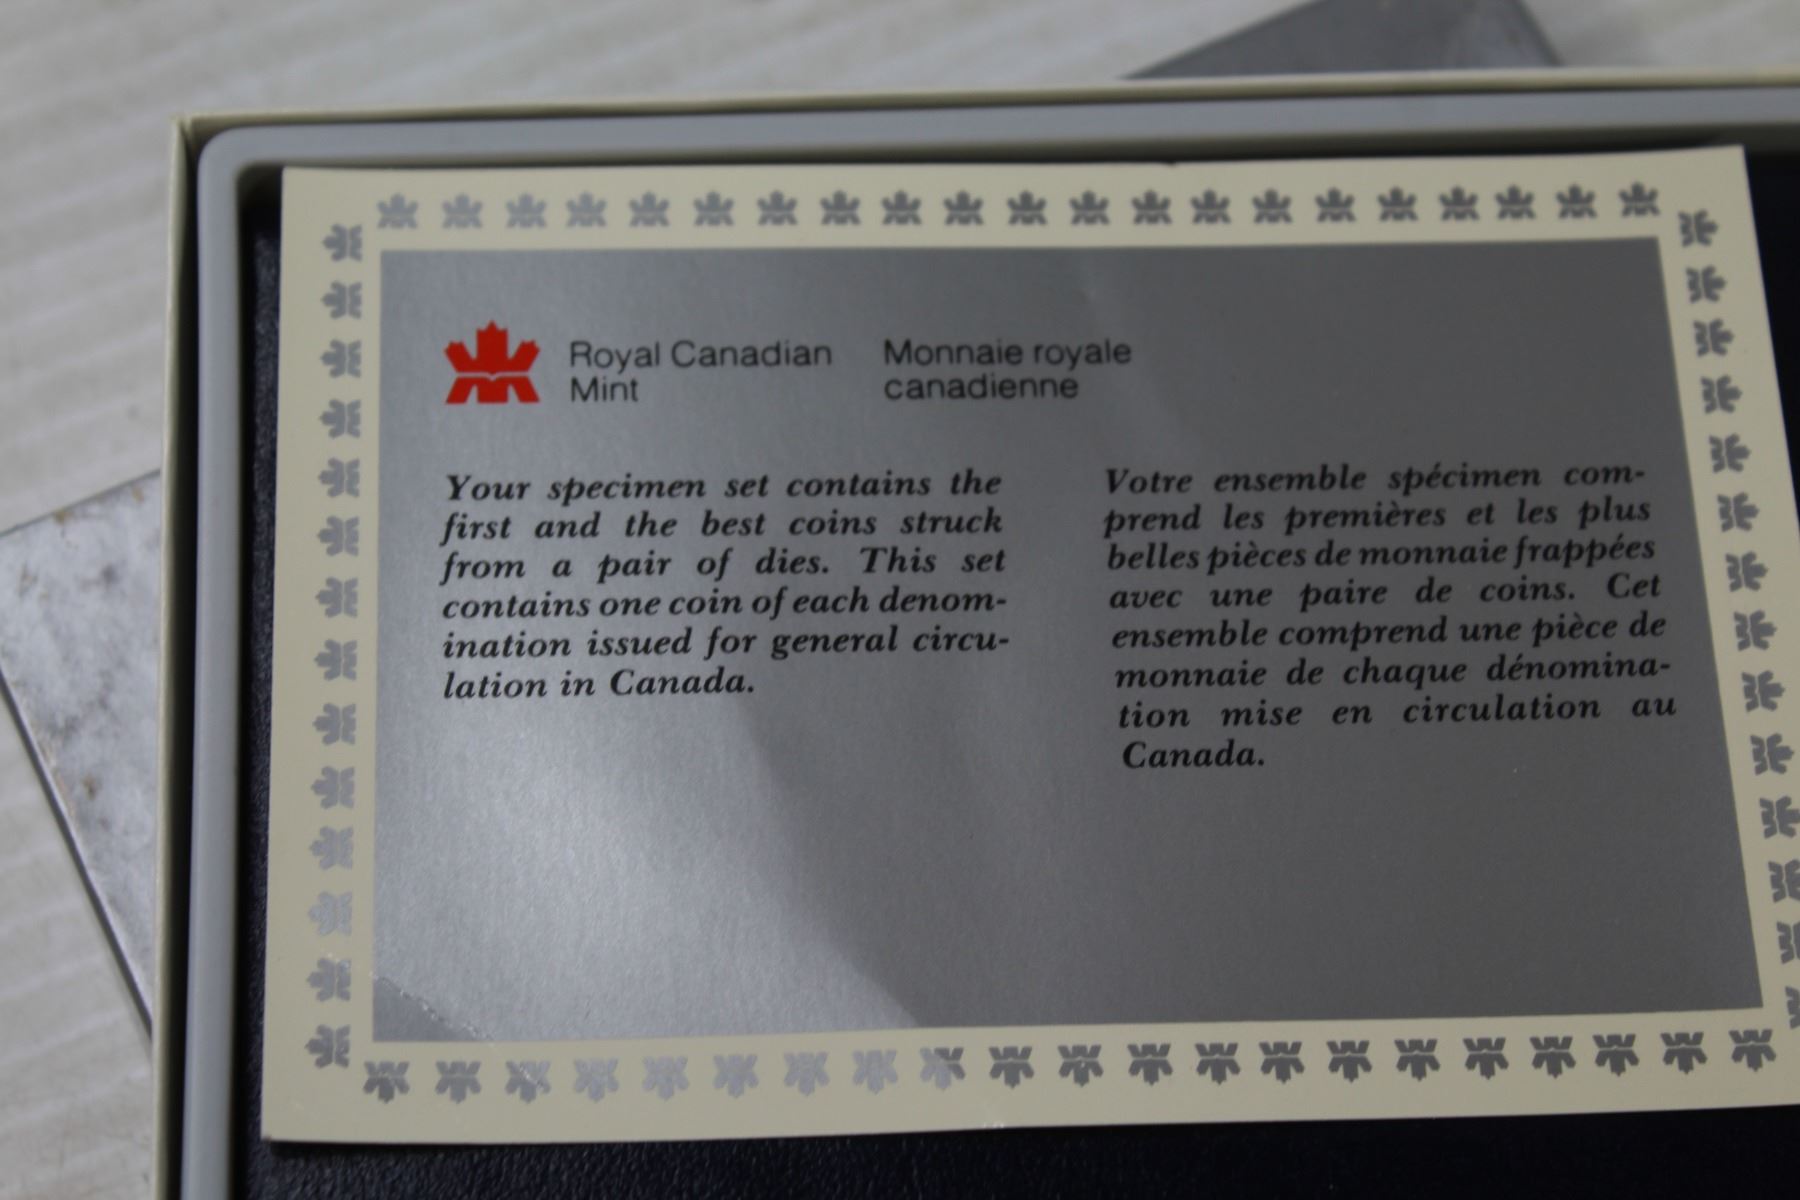 Royal Canadian
Mint
Monnaie royale
canadienne
Your specimen set contains the
first and the best coins struck
from a pair of dies. This set
contains one coin of each denom-
ination issued for general circu-
lation in Canada.
Votre ensemble spécimen com-
prend les premières et les plus
belles pièces de monnaie frappées
avec une paire de coins. Cet
ensemble comprend une pièce de
monnaie de chaque dénomina-
tion mise en circulation au
Canada.